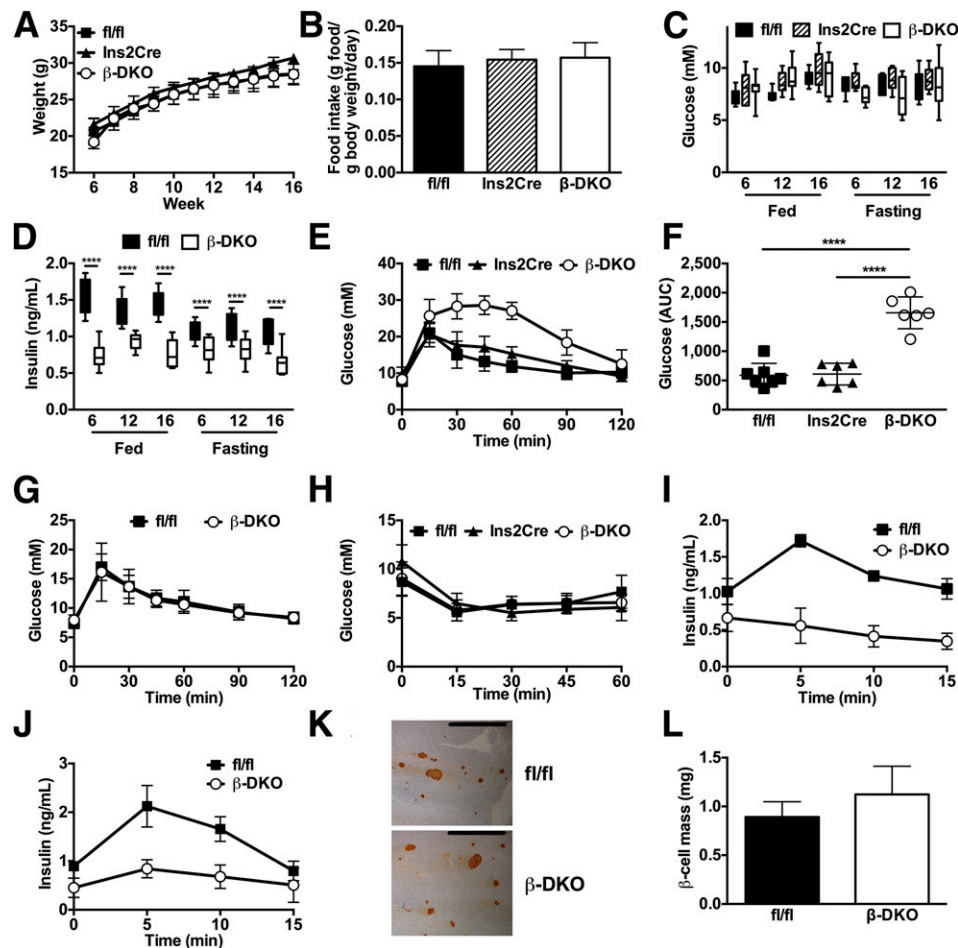 A
fl/fl
Ins2Cre
β-DKO
Weight (g)
35
30
25
20
15
6 8 10 12 14 16
Week
B
Food intake (g food/
g body weight/day)
0.20
0.15
0.10
0.05
0.00
fl/fl Ins2Cre β-DKO
C
fl/fl Ins2Cre β-DKO
Glucose (mM)
15
10
5
0
6 12 16 6 12 16
Fed Fasting
D
fl/fl β-DKO
Insulin (ng/mL)
2.0
1.5
1.0
0.5
0.0
**** **** **** **** **** ****
6 12 16 6 12 16
Fed Fasting
E
fl/fl Ins2Cre β-DKO
Glucose (mM)
40
30
20
10
0
0 30 60 90 120
Time (min)
F
****
****
Glucose (AUC)
2,500
2,000
1,500
1,000
500
0
fl/fl Ins2Cre β-DKO
G
fl/fl β-DKO
Glucose (mM)
25
20
15
10
5
0
0 30 60 90 120
Time (min)
H
fl/fl Ins2Cre β-DKO
Glucose (mM)
15
10
5
0
0 15 30 45 60
Time (min)
I
fl/fl
β-DKO
Insulin (ng/mL)
2.0
1.5
1.0
0.5
0.0
0 5 10 15
Time (min)
J
fl/fl
β-DKO
Insulin (ng/mL)
3
2
1
0
0 5 10 15
Time (min)
K
fl/fl
β-DKO
L
β-cell mass (mg)
1.5
1.0
0.5
0.0
fl/fl β-DKO